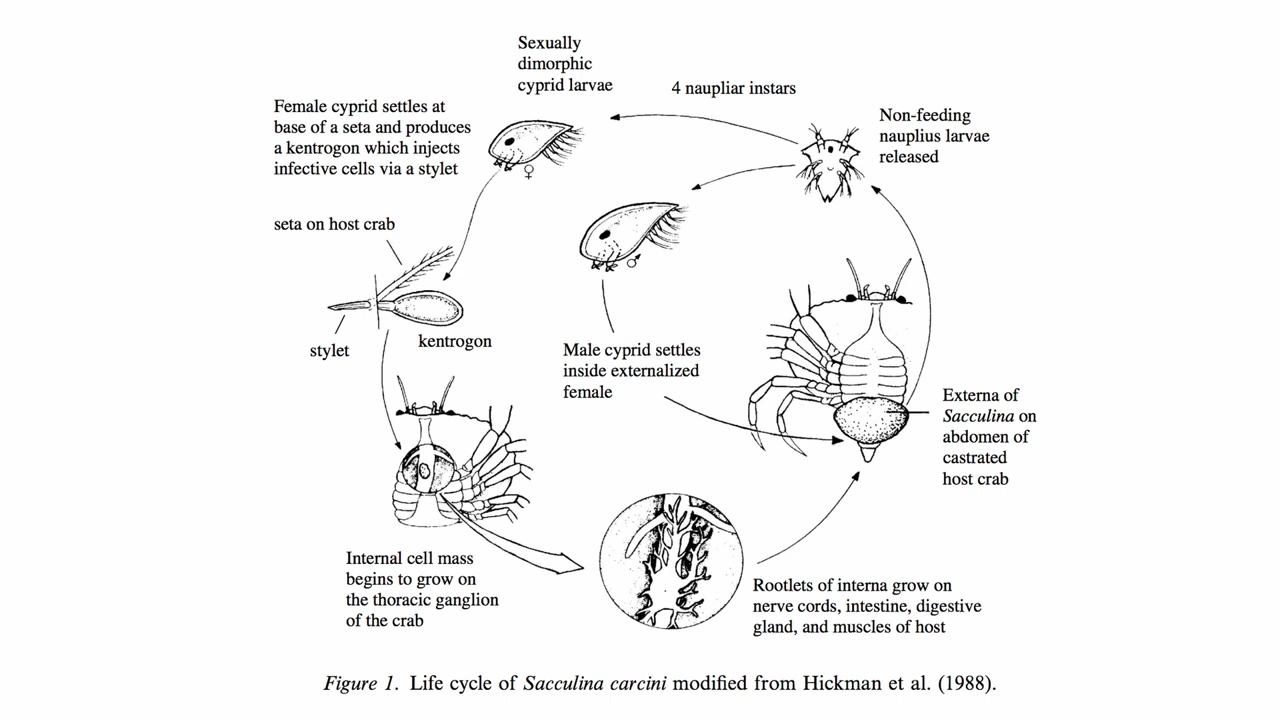 Sexually
dimorphic
cyprid larvae
4 naupliar instars
Non-feeding
nauplius larvae
released
Female cyprid settles at
base of a seta and produces
a kentrogon which injects
infective cells via a stylet
♀
♂
seta on host crab
stylet
kentrogon
Male cyprid settles
inside externalized
female
Externa of
Sacculina on
abdomen of
castrated
host crab
Internal cell mass
begins to grow on
the thoracic ganglion
of the crab
Rootlets of interna grow on
nerve cords, intestine, digestive
gland, and muscles of host
Figure 1. Life cycle of Sacculina carcini modified from Hickman et al. (1988).